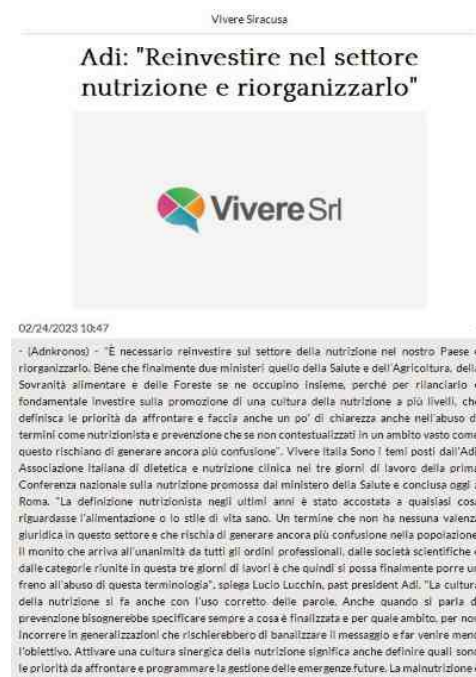 Vivere Siracusa
Adi: "Reinvestire nel settore
nutrizione e riorganizzarlo"
Vivere Srl
02/24/2023 10:47
- (Adnkronos) - "È necessario reinvestire sul settore della nutrizione nel nostro Paese e
riorganizzarlo. Bene che finalmente due ministeri quello della Salute e dell'Agricoltura, della
Sovranità alimentare e delle Foreste se ne occupino insieme, perché per rilanciarlo è
fondamentale investire sulla promozione di una cultura della nutrizione a più livelli, che
definisca le priorità da affrontare e faccia anche un po' di chiarezza anche nell'abuso di
termini come nutrizionista e prevenzione che se non contestualizzati in un ambito vasto come
questo rischiano di generare ancora più confusione". Vivere Italia Sono i temi posti dall'Adi,
Associazione italiana di dietetica e nutrizione clinica nei tre giorni di lavoro della prima
Conferenza nazionale sulla nutrizione promossa dal ministero della Salute e conclusa oggi a
Roma. "La definizione nutrizionista negli ultimi anni è stato accostata a qualsiasi cosa
riguardasse l'alimentazione o lo stile di vita sano. Un termine che non ha nessuna valenza
giuridica in questo settore e che rischia di generare ancora più confusione nella popolazione.
Il monito che arriva all'unanimità da tutti gli ordini professionali, dalle società scientifiche e
dalle categorie riunite in questa tre giorni di lavori è che quindi si possa finalmente porre un
freno all'abuso di questa terminologia", spiega Lucio Lucchin, past president Adi. "La cultura
della nutrizione si fa anche con l'uso corretto delle parole. Anche quando si parla di
prevenzione bisognerebbe specificare sempre a cosa è finalizzata e per quale ambito, per non
incorrere in generalizzazioni che rischierebbero di banalizzare il messaggio e far venire meno
l'obiettivo. Attivare una cultura sinergica della nutrizione significa anche definire quali sono
le priorità da affrontare e programmare la gestione delle emergenze future. La malnutrizione è